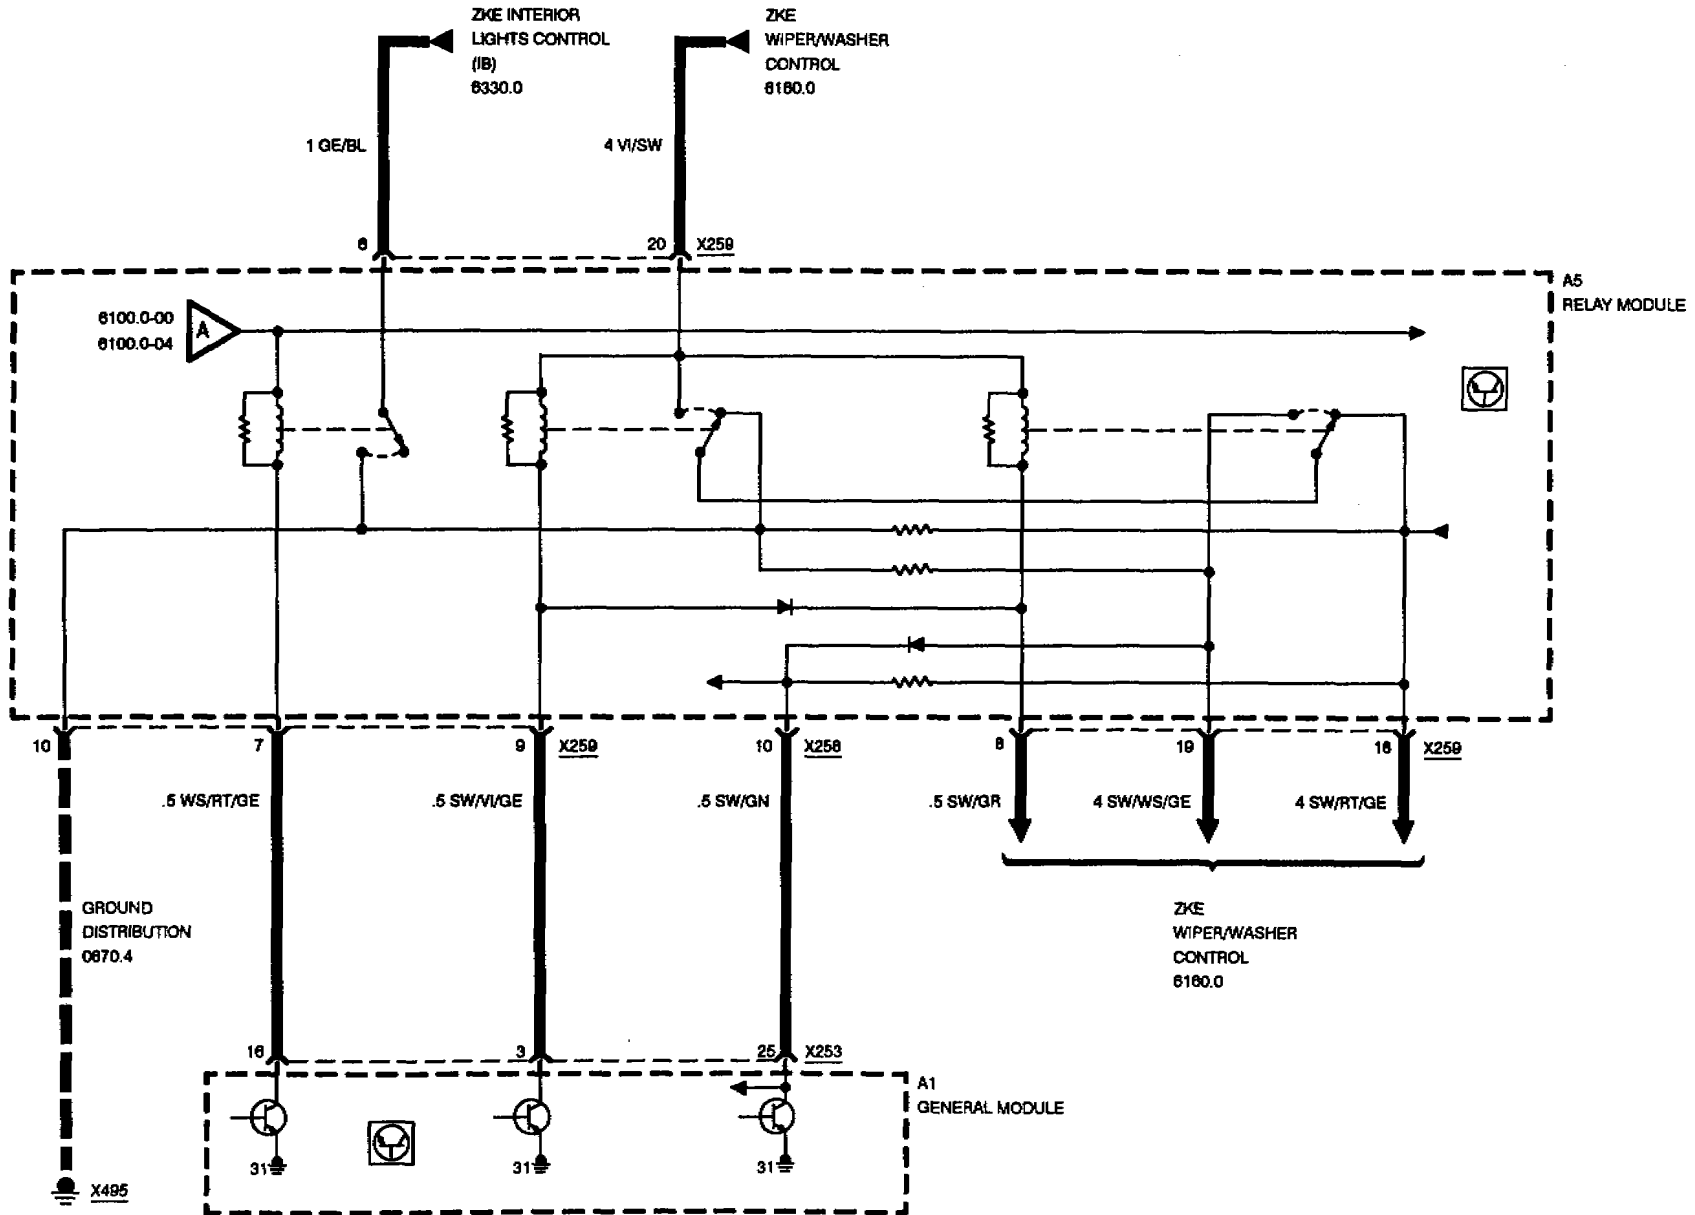 ZKE INTERIOR
LIGHTS CONTROL
(IB)
6330.0
ZKE
WIPER/WASHER
CONTROL
6160.0
1 GE/BL
4 VI/SW
6
20
X259
A5
RELAY MODULE
6100.0-00
6100.0-04
A
10
7
9
X259
10
X258
8
19
18
X259
.5 WS/RT/GE
.5 SW/VI/GE
.5 SW/GN
.5 SW/GR
4 SW/WS/GE
4 SW/RT/GE
GROUND
DISTRIBUTION
0670.4
ZKE
WIPER/WASHER
CONTROL
6160.0
16
3
25
X253
A1
GENERAL MODULE
31
31
31
X495